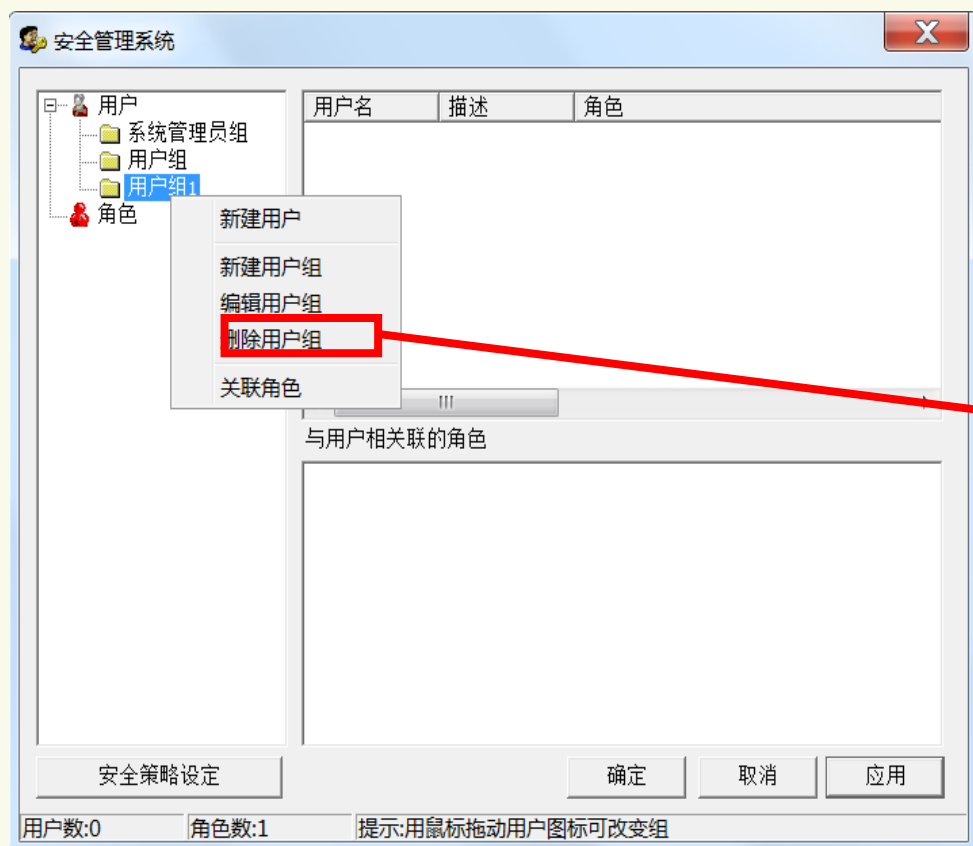 安全管理系统
用户
系统管理员组
用户组
用户组1
角色
用户名 描述 角色
新建用户
新建用户组
编辑用户组
删除用户组
关联角色
与用户相关联的角色
安全策略设定
确定 取消 应用
用户数:0 角色数:1 提示:用鼠标拖动用户图标可改变组